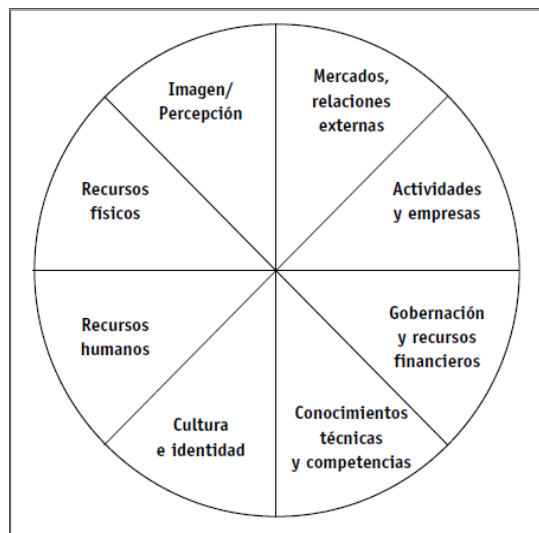 Imagen/
Percepción
Mercados,
relaciones
externas
Actividades
y empresas
Gobernación
y recursos
financieros
Conocimientos
técnicas
y competencias
Cultura
e identidad
Recursos
humanos
Recursos
físicos